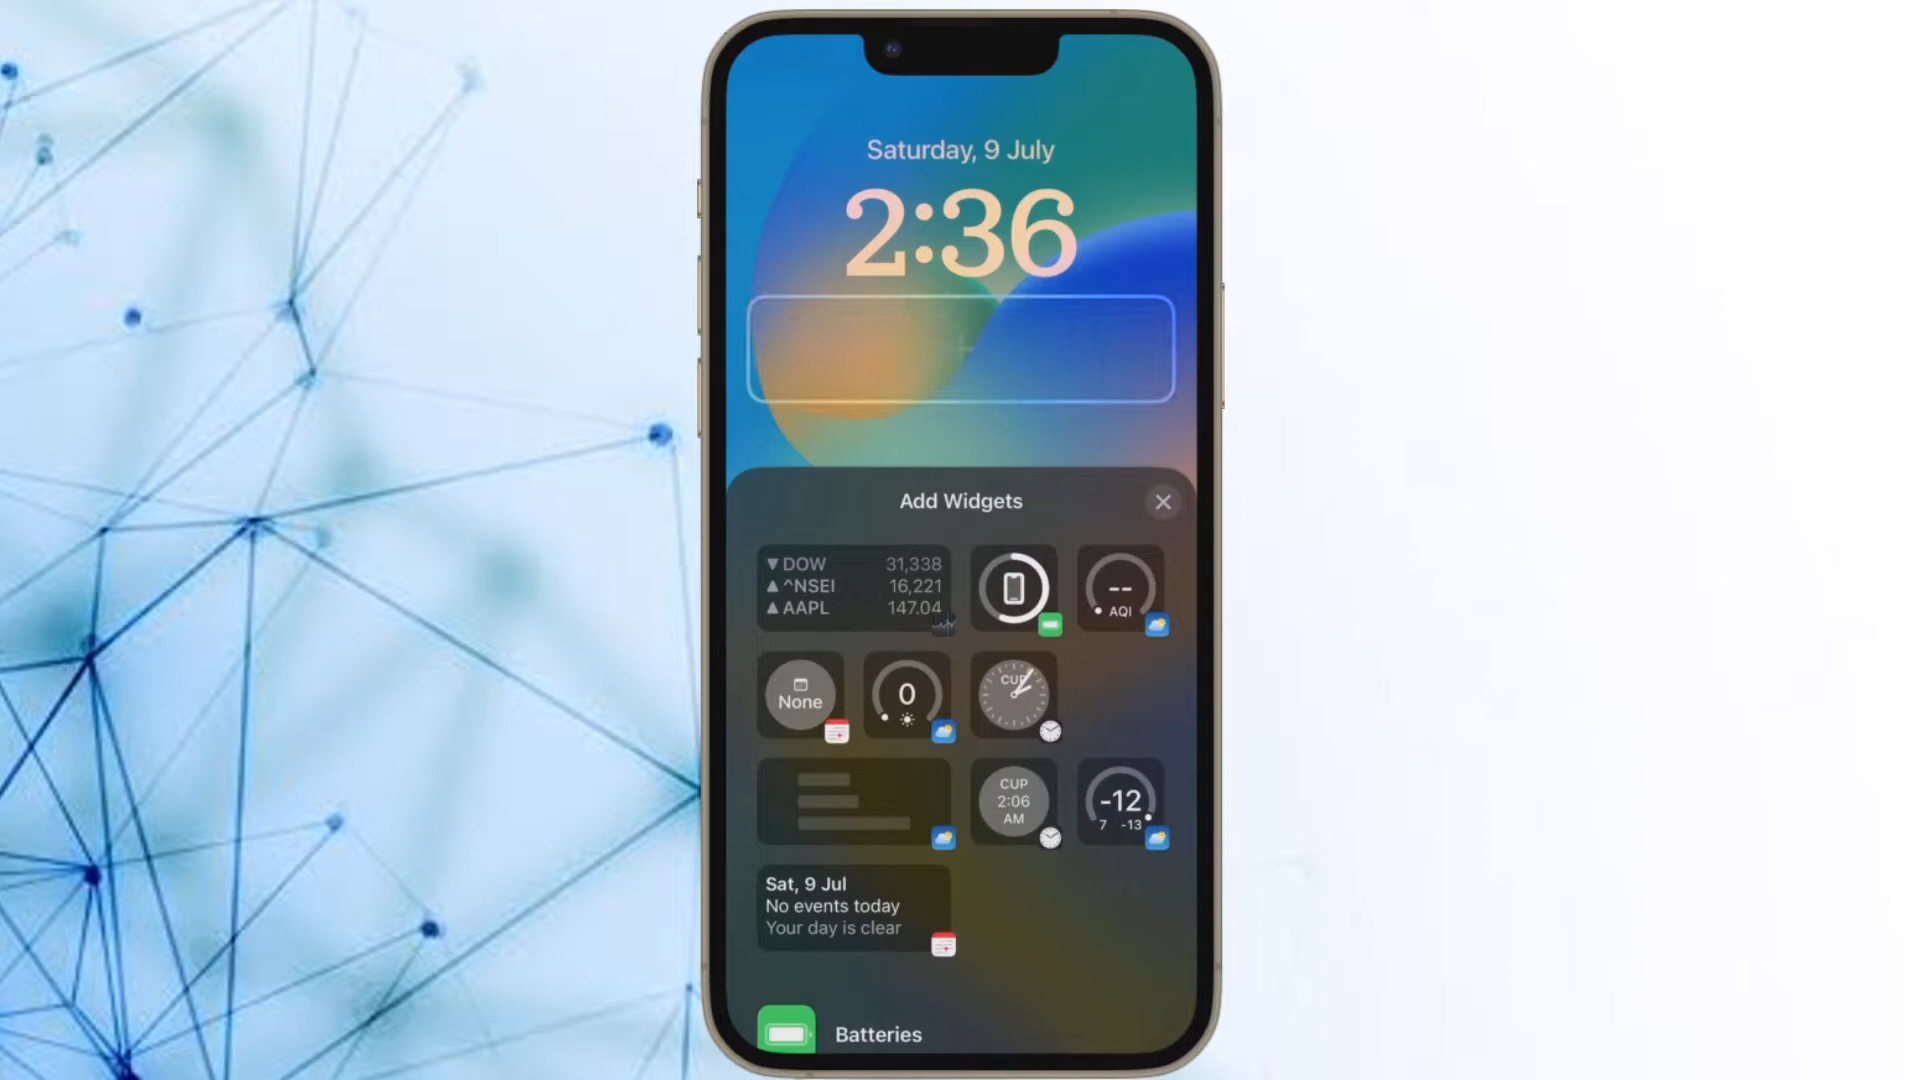 Saturday, 9 July
2:36
Add Widgets
▼ DOW 31,338
▲ ^NSEI 16,221
▲ AAPL 147.04
--
AQI
None
0
CUP
CUP
2:06
AM
-12
7 -13
Sat, 9 Jul
No events today
Your day is clear
Batteries